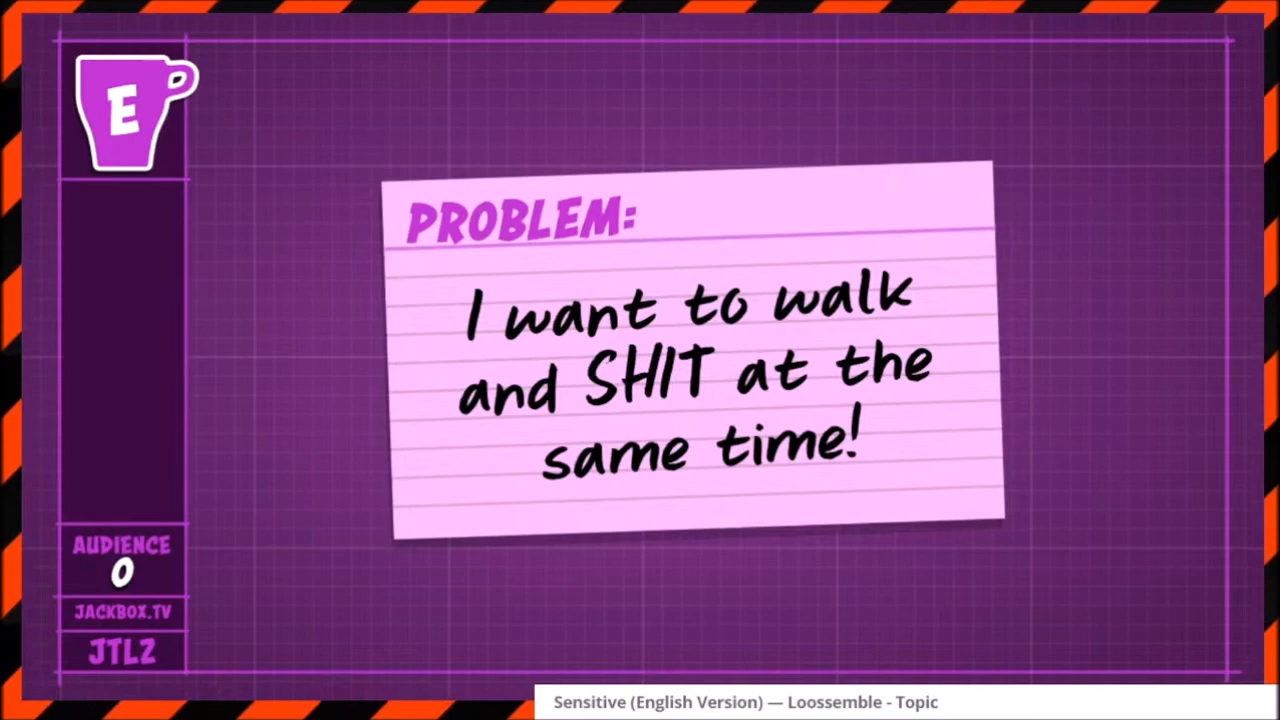 E
PROBLEM:
I want to walk
and SHIT at the
same time!
AUDIENCE
0
JACKBOX.TV
JTLZ
Sensitive (English Version) — Loossemble - Topic